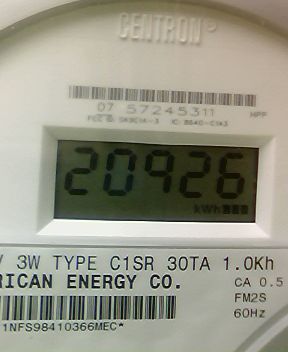 CENTRON®
07 57245311 HPF
20926
kWh
V 3W TYPE C1SR 30TA 1.0Kh
RICAN ENERGY CO. CA 0.5
FM2S
1NFS98410366MEC* 60Hz